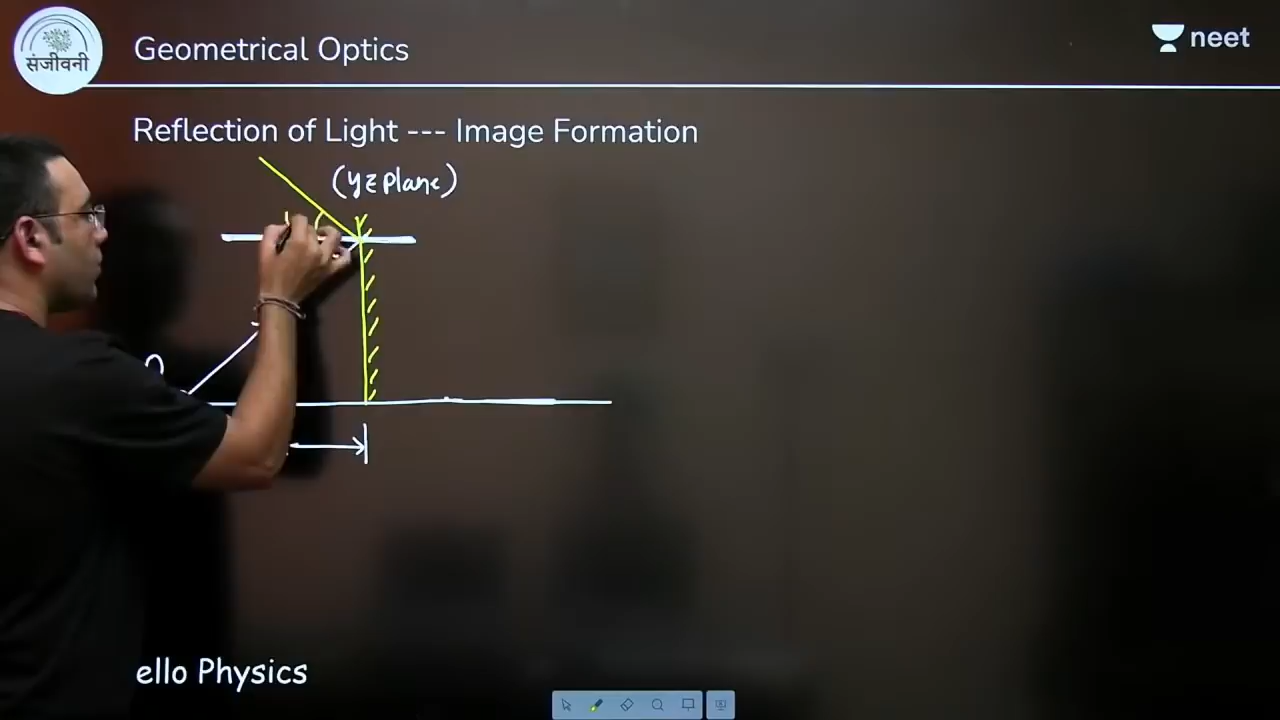 संजीवनी
Geometrical Optics
neet
Reflection of Light --- Image Formation
(YZ Plane)
O
ello Physics